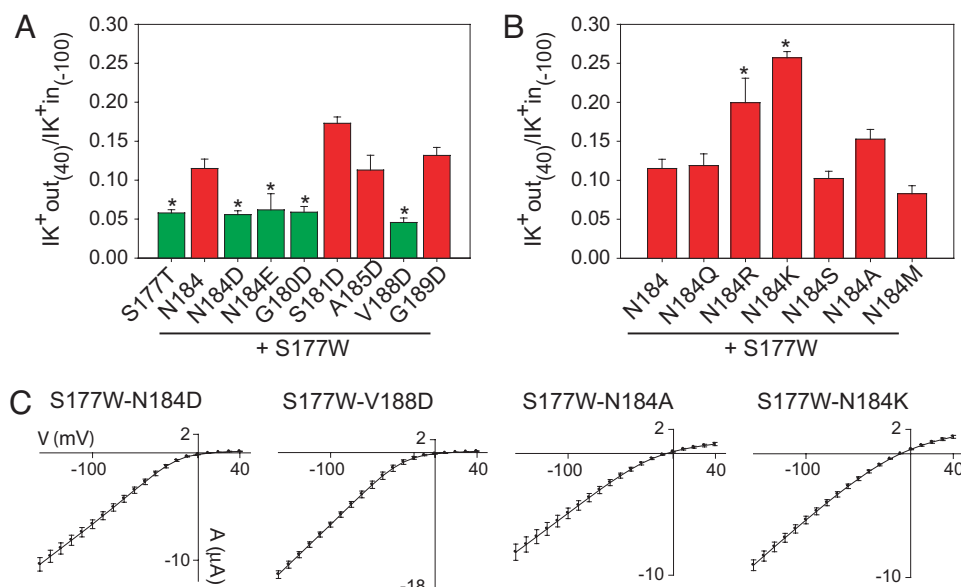 A
IK+ out(40)/IK+in(-100)
0.30
0.25
0.20
0.15
0.10
0.05
0.00
* * * * *
S177T N184 N184D N184E G180D S181D A185D V188D G189D
+ S177W
B
IK+ out(40)/IK+in(-100)
0.30
0.25
0.20
0.15
0.10
0.05
0.00
* *
N184 N184Q N184R N184K N184S N184A N184M
+ S177W
C
S177W-N184D
V (mV)
2
-100
40
A (μA)
-10
S177W-V188D
2
-100
40
-18
S177W-N184A
2
-100
40
-10
S177W-N184K
2
-100
40
-10